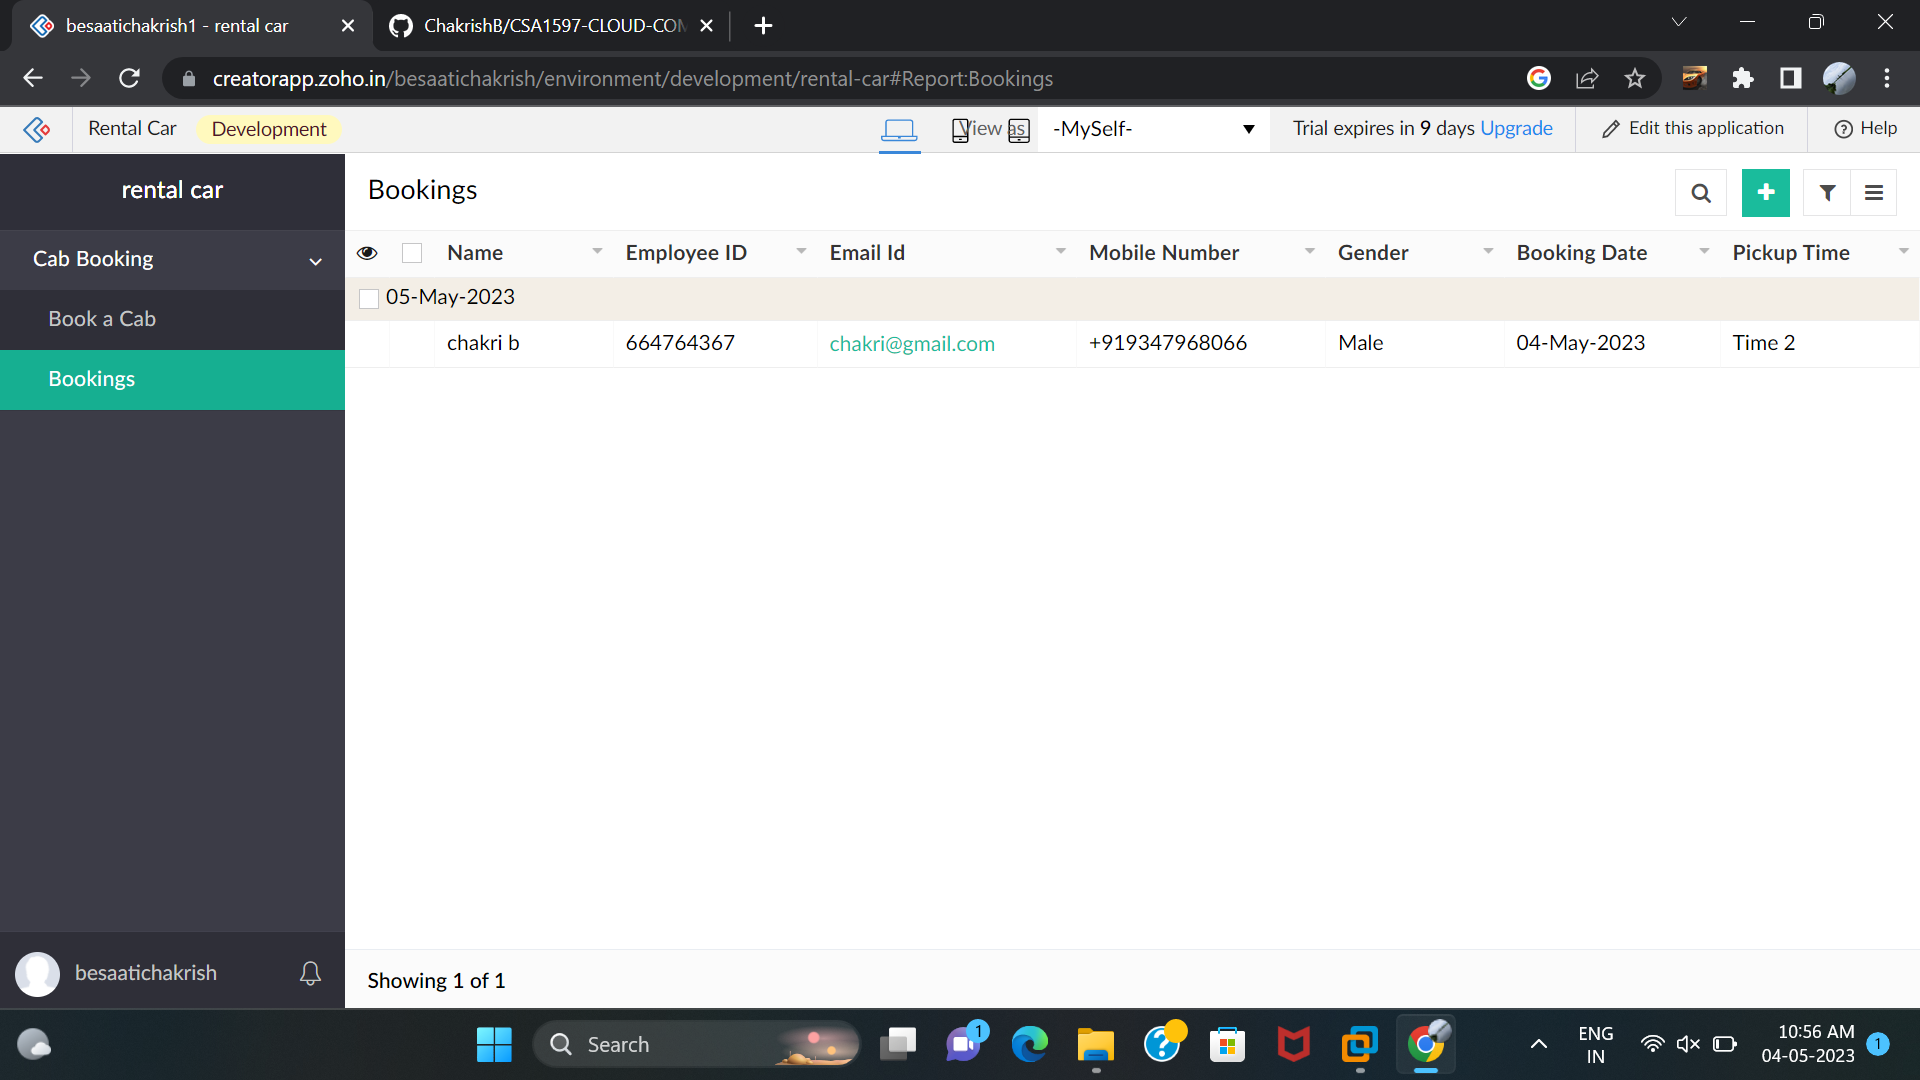 besaatichakrish1 - rental car
ChakrishB/CSA1597-CLOUD-COM
creatorapp.zoho.in/besaatichakrish/environment/development/rental-car#Report:Bookings
Rental Car Development View as -MySelf- Trial expires in 9 days Upgrade Edit this application Help
rental car
Bookings
Cab Booking
Book a Cab
Bookings
Name Employee ID Email Id Mobile Number Gender Booking Date Pickup Time
05-May-2023
chakri b 664764367 chakri@gmail.com +919347968066 Male 04-May-2023 Time 2
besaatichakrish
Showing 1 of 1
Search
1
ENG
IN
10:56 AM
04-05-2023
1